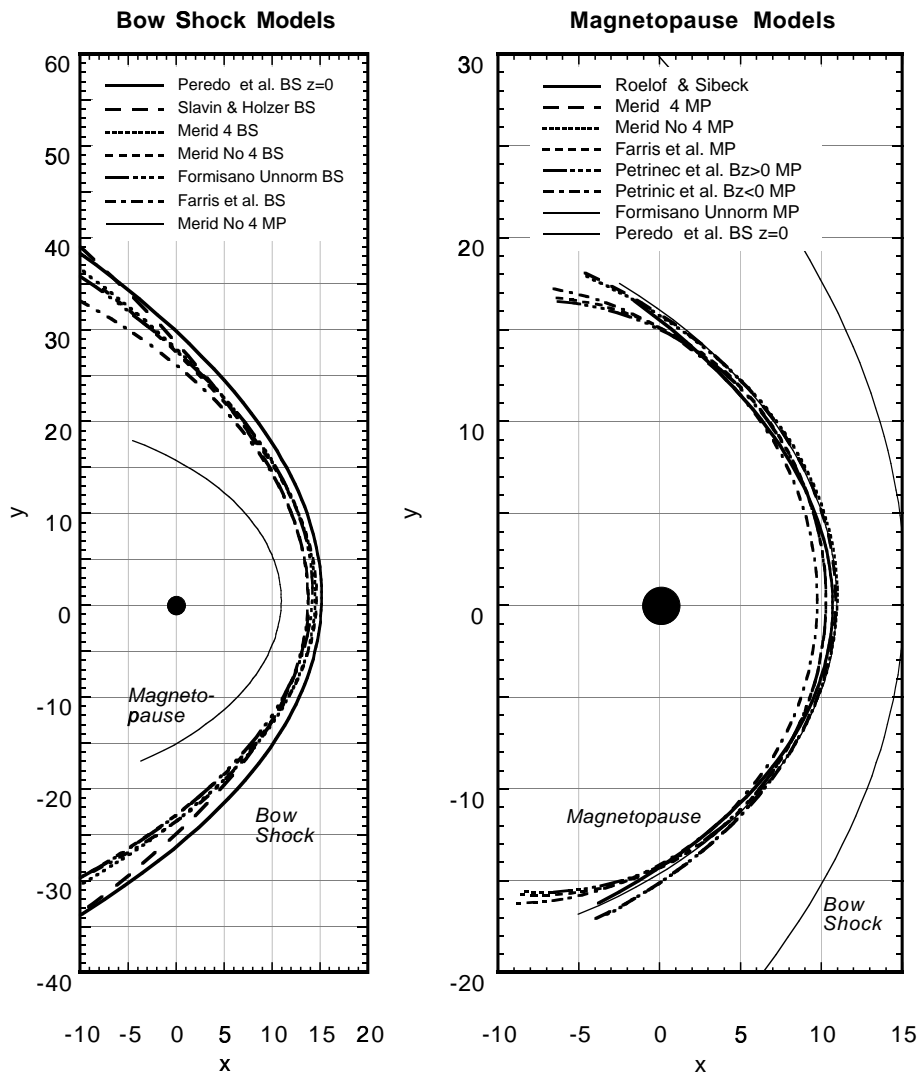 Bow Shock Models
60
50
40
30
20
10
0
-10
-20
-30
-40
y
Peredo et al. BS z=0
Slavin & Holzer BS
Merid 4 BS
Merid No 4 BS
Formisano Unnorm BS
Farris et al. BS
Merid No 4 MP
Magneto-
pause
Bow
Shock
-10 -5 0 5 10 15 20
x
Magnetopause Models
30
20
10
0
-10
-20
y
Roelof & Sibeck
Merid 4 MP
Merid No 4 MP
Farris et al. MP
Petrinec et al. Bz>0 MP
Petrinic et al. Bz<0 MP
Formisano Unnorm MP
Peredo et al. BS z=0
Magnetopause
Bow
Shock
-10 -5 0 5 10 15
x